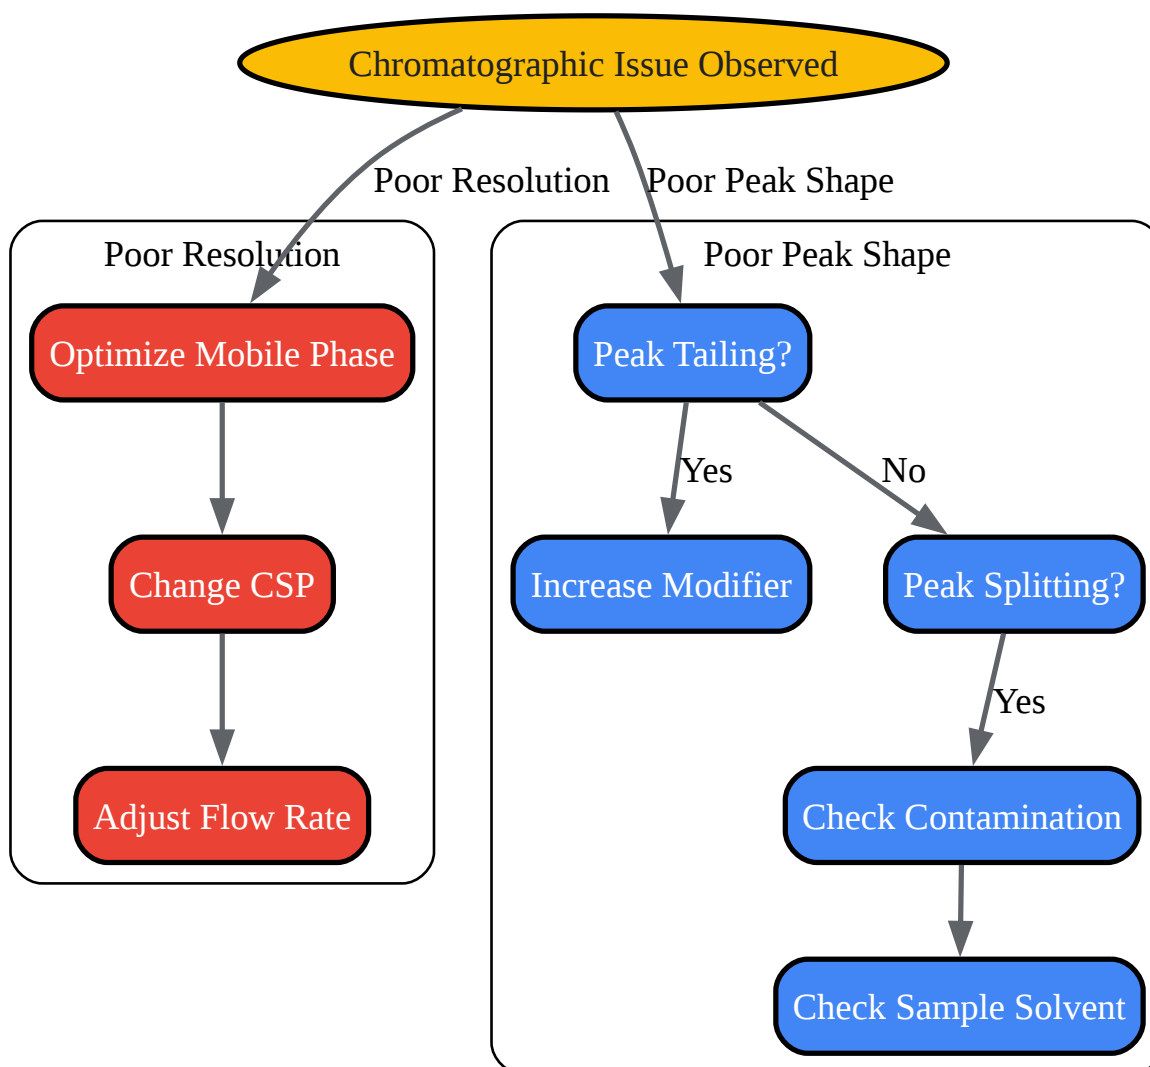 Chromatographic Issue Observed
Poor Resolution
Poor Peak Shape
Poor Resolution
Optimize Mobile Phase
Change CSP
Adjust Flow Rate
Poor Peak Shape
Peak Tailing?
Yes
No
Increase Modifier
Peak Splitting?
Yes
Check Contamination
Check Sample Solvent